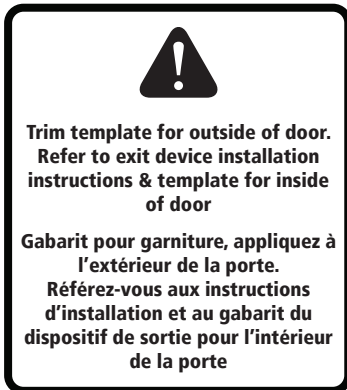 Trim template for outside of door.
Refer to exit device installation
instructions & template for inside
of door
Gabarit pour garniture, appliquez à
l'extérieur de la porte.
Référez-vous aux instructions
d'installation et au gabarit du
dispositif de sortie pour l'intérieur
de la porte